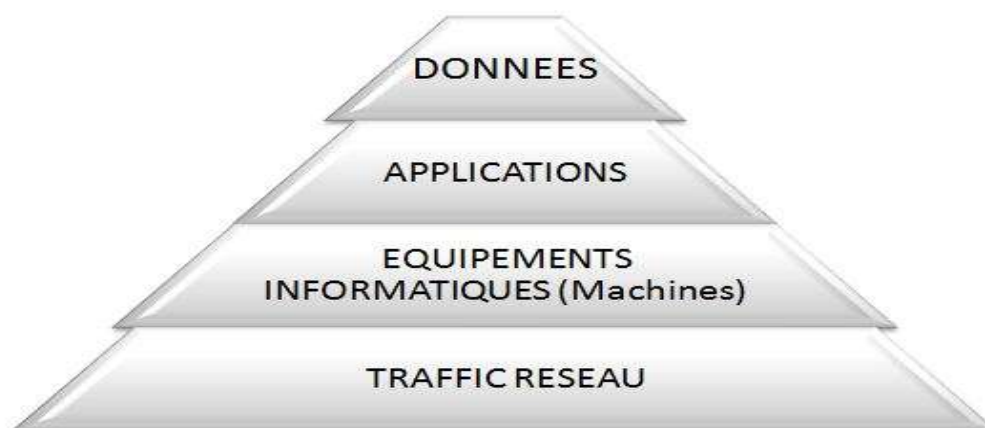 DONNEES
APPLICATIONS
EQUIPEMENTS
INFORMATIQUES (Machines)
TRAFFIC RESEAU